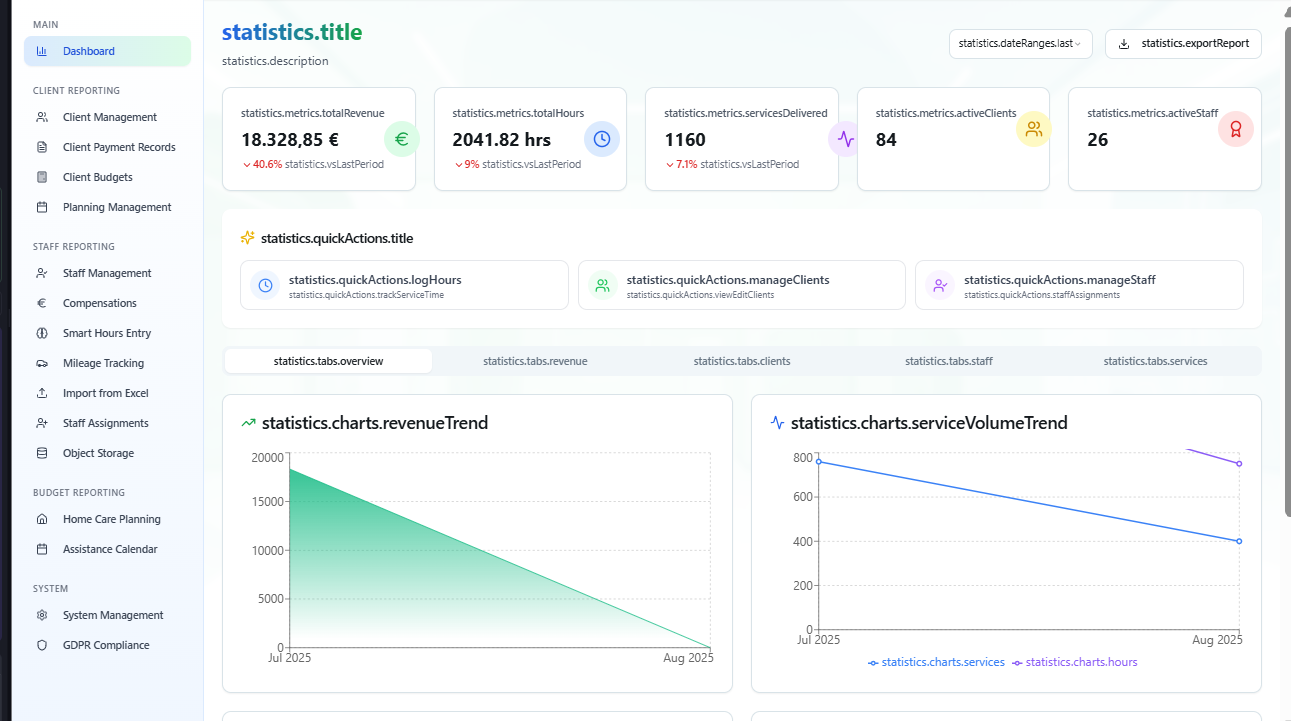 MAIN
Dashboard
CLIENT REPORTING
Client Management
Client Payment Records
Client Budgets
Planning Management
STAFF REPORTING
Staff Management
Compensations
Smart Hours Entry
Mileage Tracking
Import from Excel
Staff Assignments
Object Storage
BUDGET REPORTING
Home Care Planning
Assistance Calendar
SYSTEM
System Management
GDPR Compliance
statistics.title
statistics.description
statistics.dateRanges.last
statistics.exportReport
statistics.metrics.totalRevenue
18.328,85 €
40.6% statistics.vsLastPeriod
€
statistics.metrics.totalHours
2041.82 hrs
9% statistics.vsLastPeriod
statistics.metrics.servicesDelivered
1160
7.1% statistics.vsLastPeriod
statistics.metrics.activeClients
84
statistics.metrics.activeStaff
26
statistics.quickActions.title
statistics.quickActions.logHours
statistics.quickActions.trackServiceTime
statistics.quickActions.manageClients
statistics.quickActions.viewEditClients
statistics.quickActions.manageStaff
statistics.quickActions.staffAssignments
statistics.tabs.overview
statistics.tabs.revenue
statistics.tabs.clients
statistics.tabs.staff
statistics.tabs.services
statistics.charts.revenueTrend
20000
15000
10000
5000
0
Jul 2025
Aug 2025
statistics.charts.serviceVolumeTrend
800
600
400
200
0
Jul 2025
Aug 2025
statistics.charts.services
statistics.charts.hours